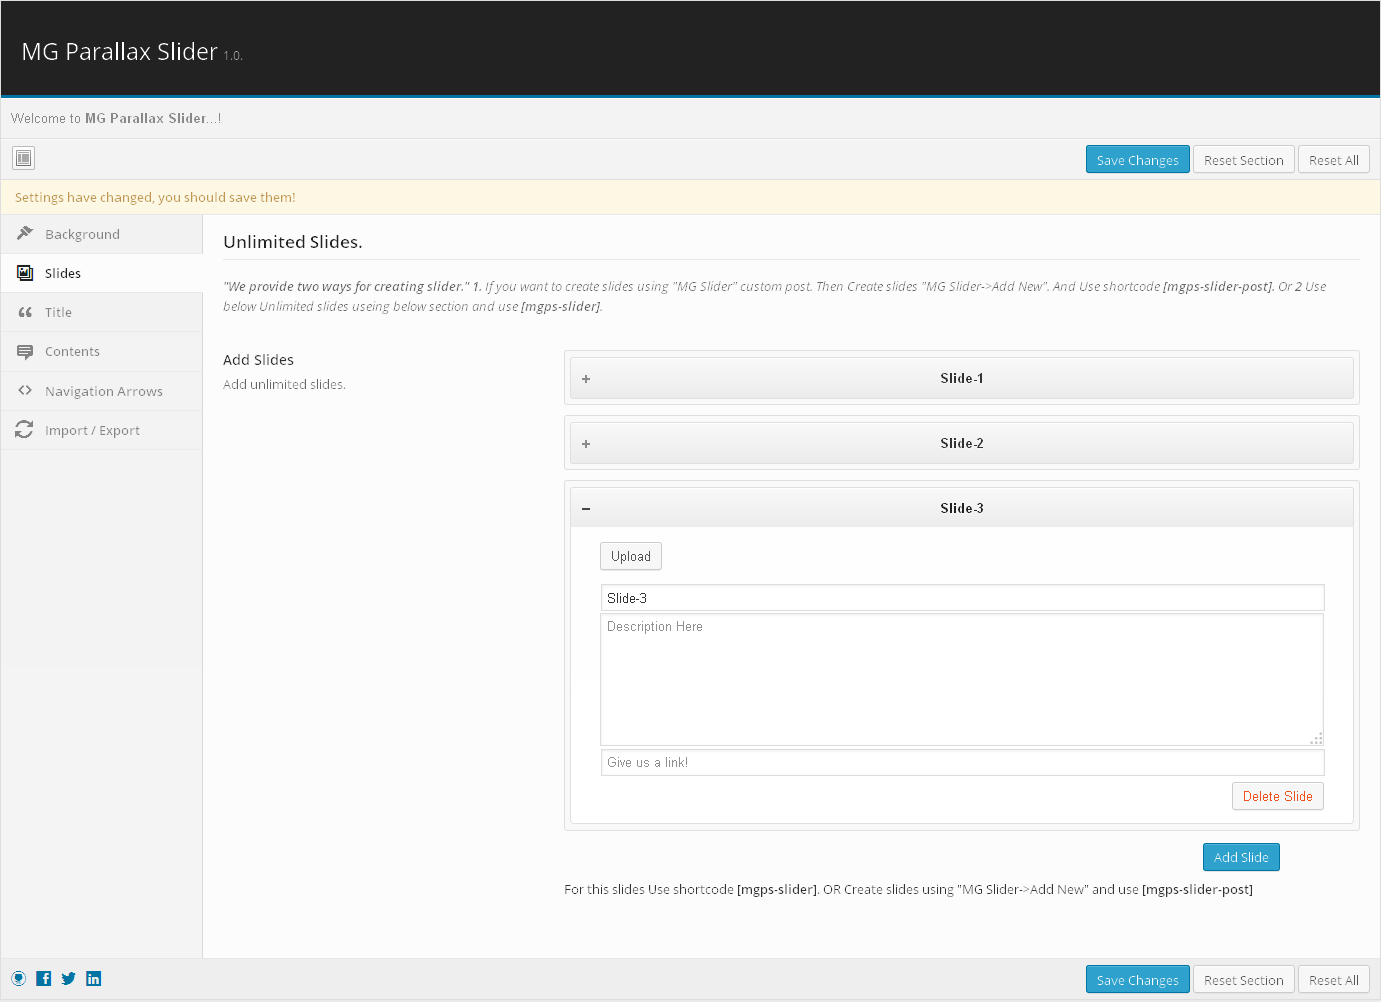 MG Parallax Slider 1.0.
Welcome to MG Parallax Slider...!
Save Changes
Reset Section
Reset All
Settings have changed, you should save them!
Background
Slides
Title
Contents
Navigation Arrows
Import / Export
Unlimited Slides.
"We provide two ways for creating slider." 1. If you want to create slides using "MG Slider" custom post. Then Create slides "MG Slider->Add New". And Use shortcode [mgps-slider-post]. Or 2 Use
below Unlimited slides useing below section and use [mgps-slider].
Add Slides
Add unlimited slides.
Slide-1
Slide-2
Slide-3
Upload
Slide-3
Description Here
Give us a link!
Delete Slide
Add Slide
For this slides Use shortcode [mgps-slider]. OR Create slides using "MG Slider->Add New" and use [mgps-slider-post]
Save Changes
Reset Section
Reset All